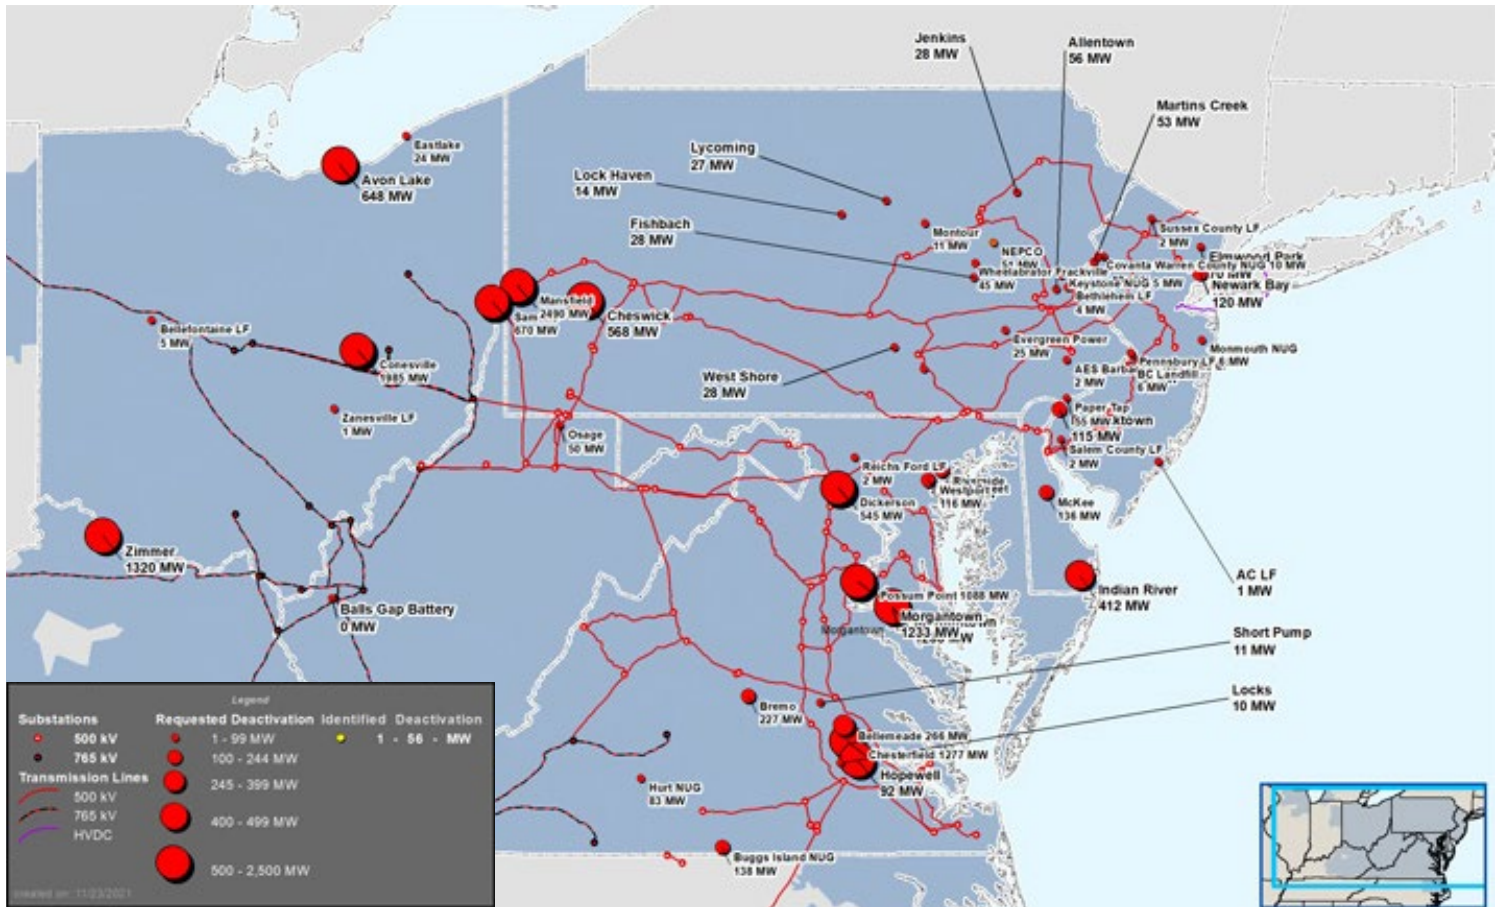 Jenkins
28 MW
Allentown
56 MW
Martins Creek
53 MW
Eastlake
24 MW
Avon Lake
648 MW
Lycoming
27 MW
Lock Haven
14 MW
Fishbach
28 MW
Montour
11 MW
NEPCO
Sussex County LF
2 MW
Elmwood Park
Wheelabrator Frackville
45 MW
Covanta Warren County NUG 10 MW
Keystone NUG 5 MW
Newark Bay
120 MW
Bethlehem LF
4 MW
Mansfield
2490 MW
670 MW
Cheswick
568 MW
Bellefontaine LF
5 MW
Conesville
1985 MW
Evergreen Power
25 MW
Monmouth NUG
6 MW
Pennsbury LF
AES Barba
2 MW
BC Landfill
6 MW
West Shore
28 MW
Zanesville LF
1 MW
Paper Tap
115 MW
Osage
50 MW
Salem County LF
2 MW
Reichs Ford LF
2 MW
Westport
116 MW
Dickerson
545 MW
McKee
136 MW
Zimmer
1320 MW
AC LF
1 MW
Indian River
412 MW
Balls Gap Battery
0 MW
Possum Point 1088 MW
Morgantown
1233 MW
Morgantown
Short Pump
11 MW
Locks
10 MW
Bremo
227 MW
Bellemeade 266 MW
Chesterfield 1277 MW
Hopewell
92 MW
Hurt NUG
83 MW
Buggs Island NUG
138 MW
Legend
Substations
500 kV
765 kV
Transmission Lines
500 kV
765 kV
HVDC
Requested Deactivation
1 - 99 MW
100 - 244 MW
245 - 399 MW
400 - 499 MW
500 - 2,500 MW
Identified Deactivation
1 - 56 - MW
created on: 11/23/2021